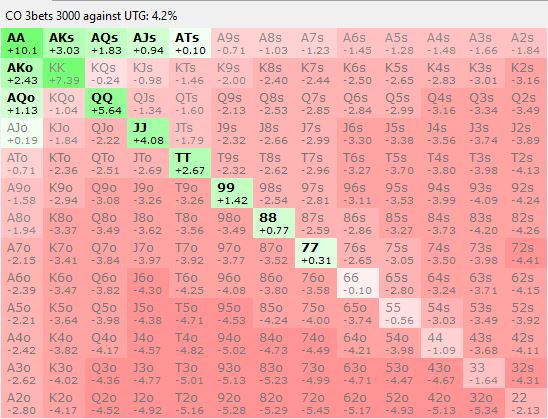 CO 3bets 3000 against UTG: 4.2%
AA AKs AQs AJs ATs A9s A8s A7s A6s A5s A4s A3s A2s
+10.1 +3.03 +1.83 +0.94 +0.10 -0.71 -1.03 -1.23 -1.45 -1.28 -1.48 -1.66 -1.84
AKo KK KQs KJs KTs K9s K8s K7s K6s K5s K4s K3s K2s
+2.43 +7.39 -0.24 -0.98 -1.46 -2.00 -2.40 -2.44 -2.50 -2.65 -2.83 -3.01 -3.16
AQo KQo QQ QJs QTs Q9s Q8s Q7s Q6s Q5s Q4s Q3s Q2s
+1.13 -1.04 +5.64 -1.34 -1.60 -2.13 -2.53 -2.85 -2.84 -2.99 -3.16 -3.34 -3.49
AJo KJo QJo JJ JTs J9s J8s J7s J6s J5s J4s J3s J2s
+0.19 -1.84 -2.22 +4.08 -1.79 -2.32 -2.66 -2.99 -3.30 -3.38 -3.56 -3.74 -3.89
ATo KTo QTo JTo TT T9s T8s T7s T6s T5s T4s T3s T2s
-0.71 -2.36 -2.51 -2.69 +2.67 -2.32 -2.62 -2.96 -3.27 -3.70 -3.80 -3.98 -4.13
A9o K9o Q9o J9o T9o 99 98s 97s 96s 95s 94s 93s 92s
-1.58 -2.94 -3.08 -3.26 -3.26 +1.42 -2.54 -2.81 -3.11 -3.53 -3.99 -4.09 -4.24
A8o K8o Q8o J8o T8o 98o 88 87s 86s 85s 84s 83s 82s
-1.94 -3.37 -3.49 -3.62 -3.56 -3.49 +0.77 -2.59 -2.86 -3.27 -3.73 -4.20 -4.26
A7o K7o Q7o J7o T7o 97o 87o 77 76s 75s 74s 73s 72s
-2.15 -3.41 -3.84 -3.97 -3.92 -3.77 -3.52 +0.31 -2.65 -3.05 -3.50 -3.98 -4.41
A6o K6o Q6o J6o T6o 96o 86o 76o 66 65s 64s 63s 62s
-2.39 -3.47 -3.82 -4.30 -4.25 -4.08 -3.80 -3.58 -0.10 -2.80 -3.24 -3.71 -4.15
A5o K5o Q5o J5o T5o 95o 85o 75o 65o 55 54s 53s 52s
-2.21 -3.64 -3.98 -4.38 -4.71 -4.53 -4.24 -4.00 -3.74 -0.56 -3.03 -3.49 -3.92
A4o K4o Q4o J4o T4o 94o 84o 74o 64o 54o 44 43s 42s
-2.42 -3.82 -4.17 -4.57 -4.82 -5.02 -4.73 -4.49 -4.21 -3.98 -1.09 -3.68 -4.11
A3o K3o Q3o J3o T3o 93o 83o 73o 63o 53o 43o 33 32s
-2.62 -4.02 -4.36 -4.77 -5.01 -5.13 -5.23 -4.99 -4.71 -4.47 -4.67 -1.64 -4.31
A2o K2o Q2o J2o T2o 92o 82o 72o 62o 52o 42o 32o 22
-2.80 -4.17 -4.52 -4.92 -5.16 -5.28 -5.29 -5.45 -5.17 -4.93 -5.13 -5.34 -2.13